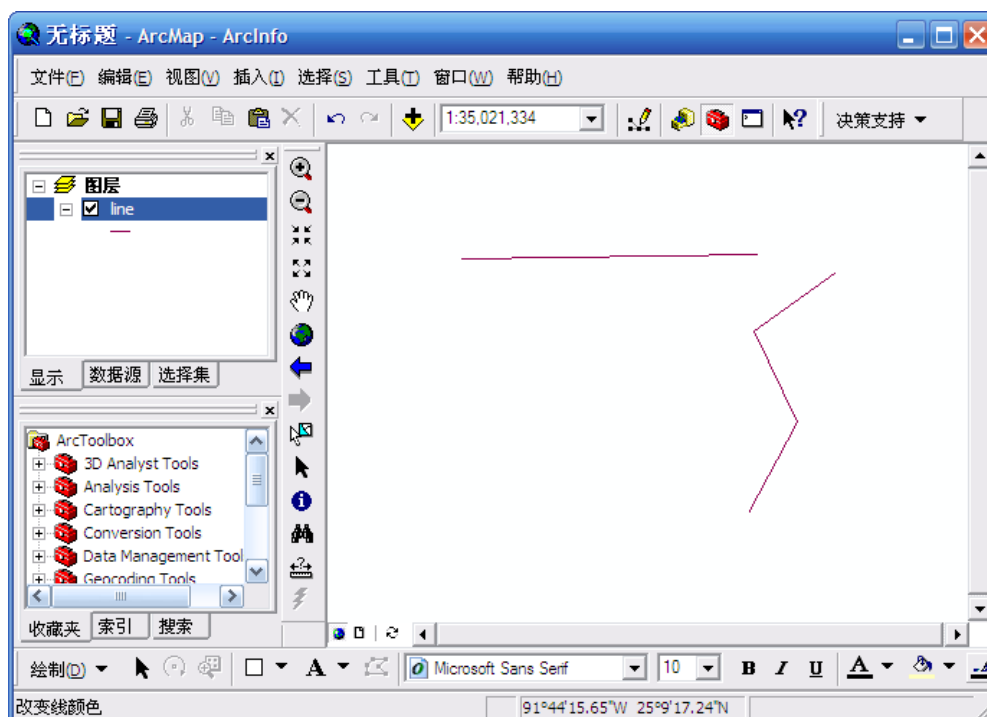 无标题 - ArcMap - ArcInfo
文件(F) 编辑(E) 视图(V) 插入(I) 选择(S) 工具(T) 窗口(W) 帮助(H)
1:35,021,334
决策支持
图层
line
显示 数据源 选择集
ArcToolbox
3D Analyst Tools
Analysis Tools
Cartography Tools
Conversion Tools
Data Management Tool
Geocoding Tools
收藏夹 索引 搜索
绘制(D) A Microsoft Sans Serif 10 B I U A
改变线颜色
91°44'15.65"W 25°9'17.24"N